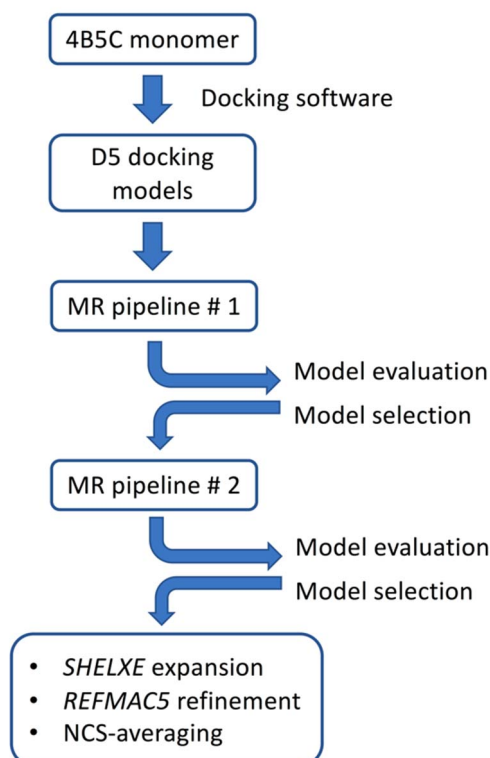 4B5C monomer
Docking software
D5 docking
models
MR pipeline # 1
Model evaluation
Model selection
MR pipeline # 2
Model evaluation
Model selection
• SHELXE expansion
• REFMAC5 refinement
• NCS-averaging